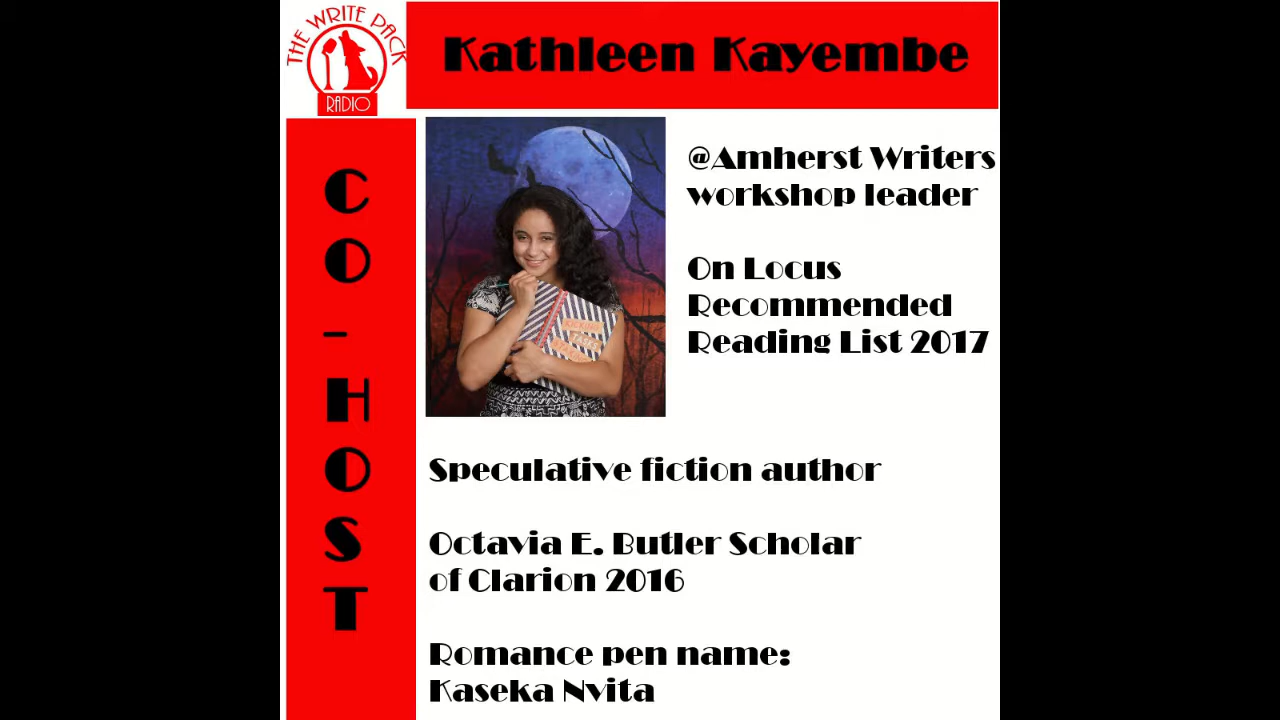 THE WRITE PACK
RADIO
Kathleen Kayembe
CO-HOST
@Amherst Writers
workshop leader
On Locus
Recommended
Reading List 2017
Speculative fiction author
Octavia E. Butler Scholar
of Clarion 2016
Romance pen name:
Kaseka Nvita